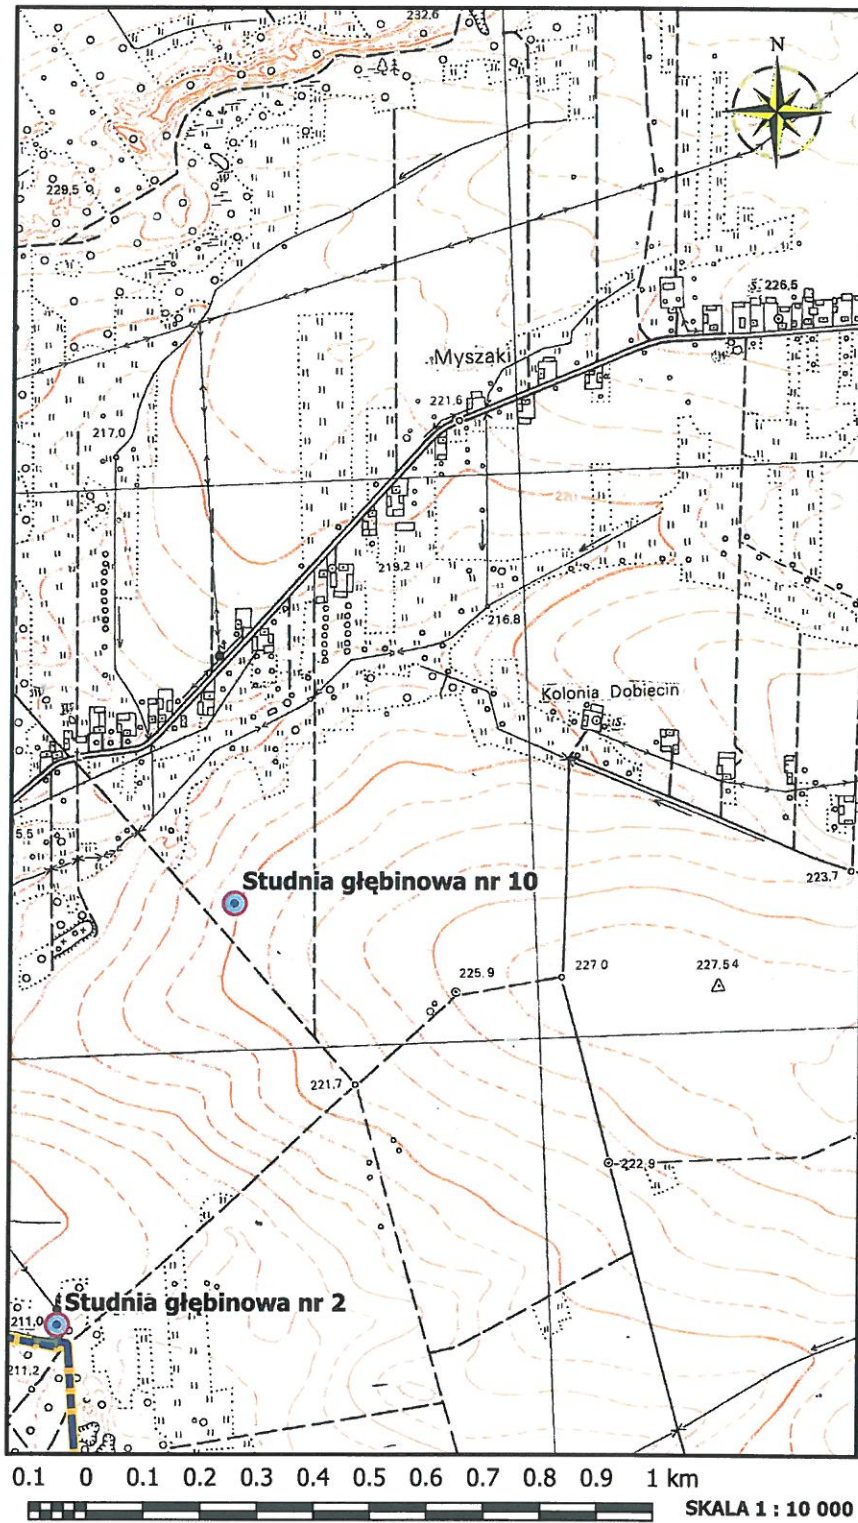 232.6
N
229,5
S. 226,5
Myszaki
221.6
217.0
220
219,2
216.8
Kolonia Dobiecin
S.
5.5
223.7
Studnia głębinowa nr 10
225.9
227.0
227.54
221.7
222.9
Studnia głębinowa nr 2
211,0
211.2
0.1 0 0.1 0.2 0.3 0.4 0.5 0.6 0.7 0.8 0.9 1 km
SKALA 1 : 10 000